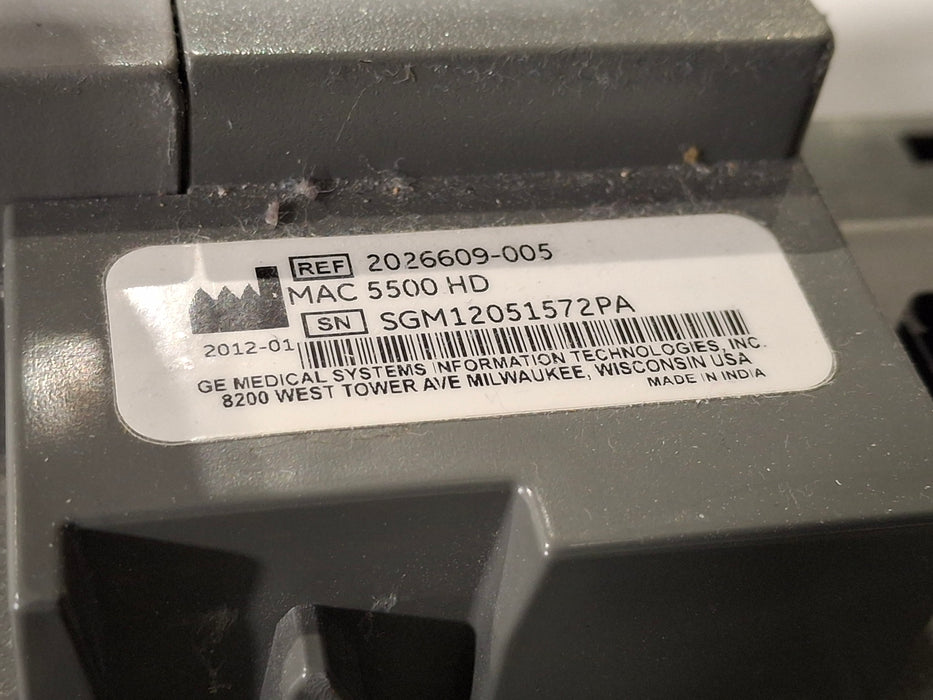 REF 2026609-005
MAC 5500 HD
SN SGM12051572PA
2012-01
GE MEDICAL SYSTEMS INFORMATION TECHNOLOGIES, INC.
8200 WEST TOWER AVE MILWAUKEE, WISCONSIN USA
MADE IN INDIA